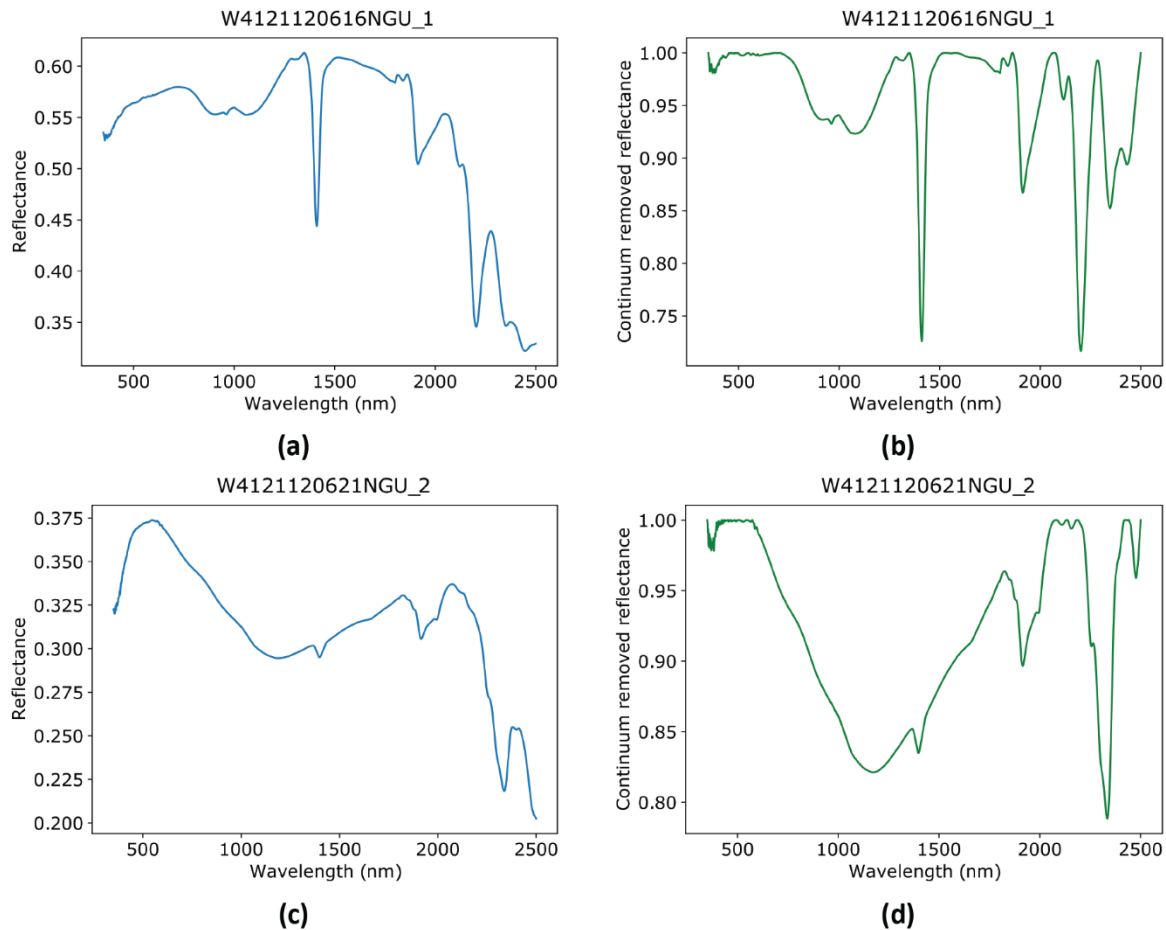 W4121120616NGU_1
Reflectance
0.60
0.55
0.50
0.45
0.40
0.35
500 1000 1500 2000 2500
Wavelength (nm)
(a)
W4121120616NGU_1
Continuum removed reflectance
1.00
0.95
0.90
0.85
0.80
0.75
500 1000 1500 2000 2500
Wavelength (nm)
(b)
W4121120621NGU_2
Reflectance
0.375
0.350
0.325
0.300
0.275
0.250
0.225
0.200
500 1000 1500 2000 2500
Wavelength (nm)
(c)
W4121120621NGU_2
Continuum removed reflectance
1.00
0.95
0.90
0.85
0.80
500 1000 1500 2000 2500
Wavelength (nm)
(d)